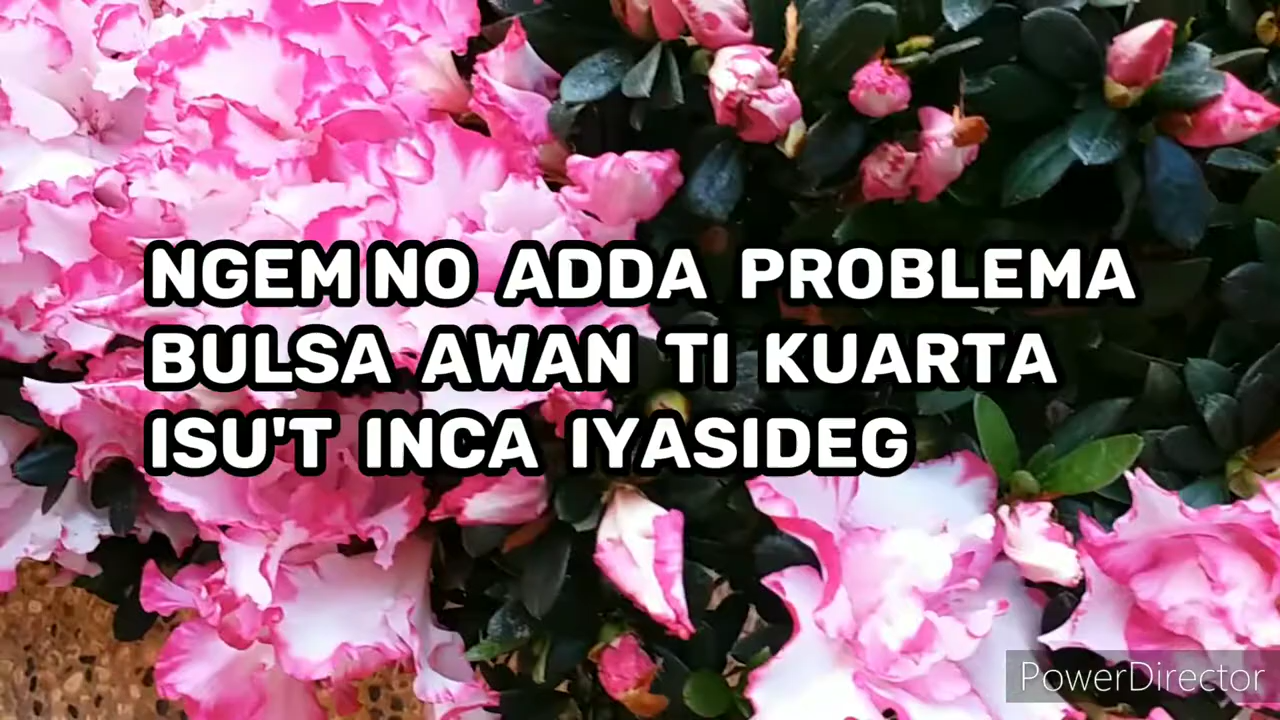 NGEM NO ADDA PROBLEMA
BULSA AWAN TI KUARTA
ISU'T INCA IYASIDEG
PowerDirector